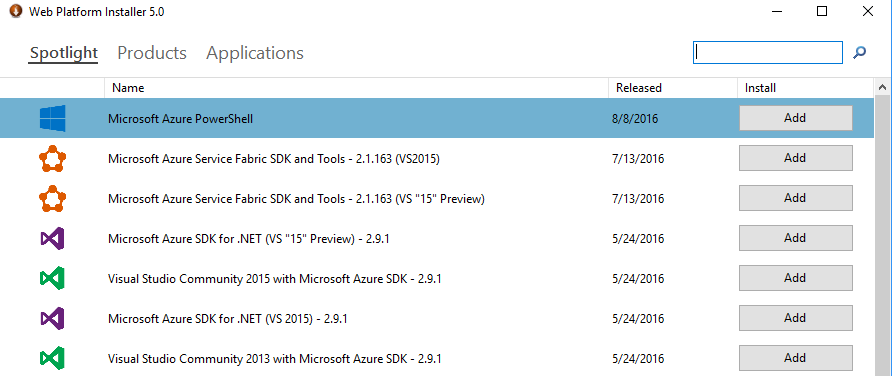 Web Platform Installer 5.0
Spotlight Products Applications
Name Released Install
Microsoft Azure PowerShell 8/8/2016 Add
Microsoft Azure Service Fabric SDK and Tools - 2.1.163 (VS2015) 7/13/2016 Add
Microsoft Azure Service Fabric SDK and Tools - 2.1.163 (VS "15" Preview) 7/13/2016 Add
Microsoft Azure SDK for .NET (VS "15" Preview) - 2.9.1 5/24/2016 Add
Visual Studio Community 2015 with Microsoft Azure SDK - 2.9.1 5/24/2016 Add
Microsoft Azure SDK for .NET (VS 2015) - 2.9.1 5/24/2016 Add
Visual Studio Community 2013 with Microsoft Azure SDK - 2.9.1 5/24/2016 Add